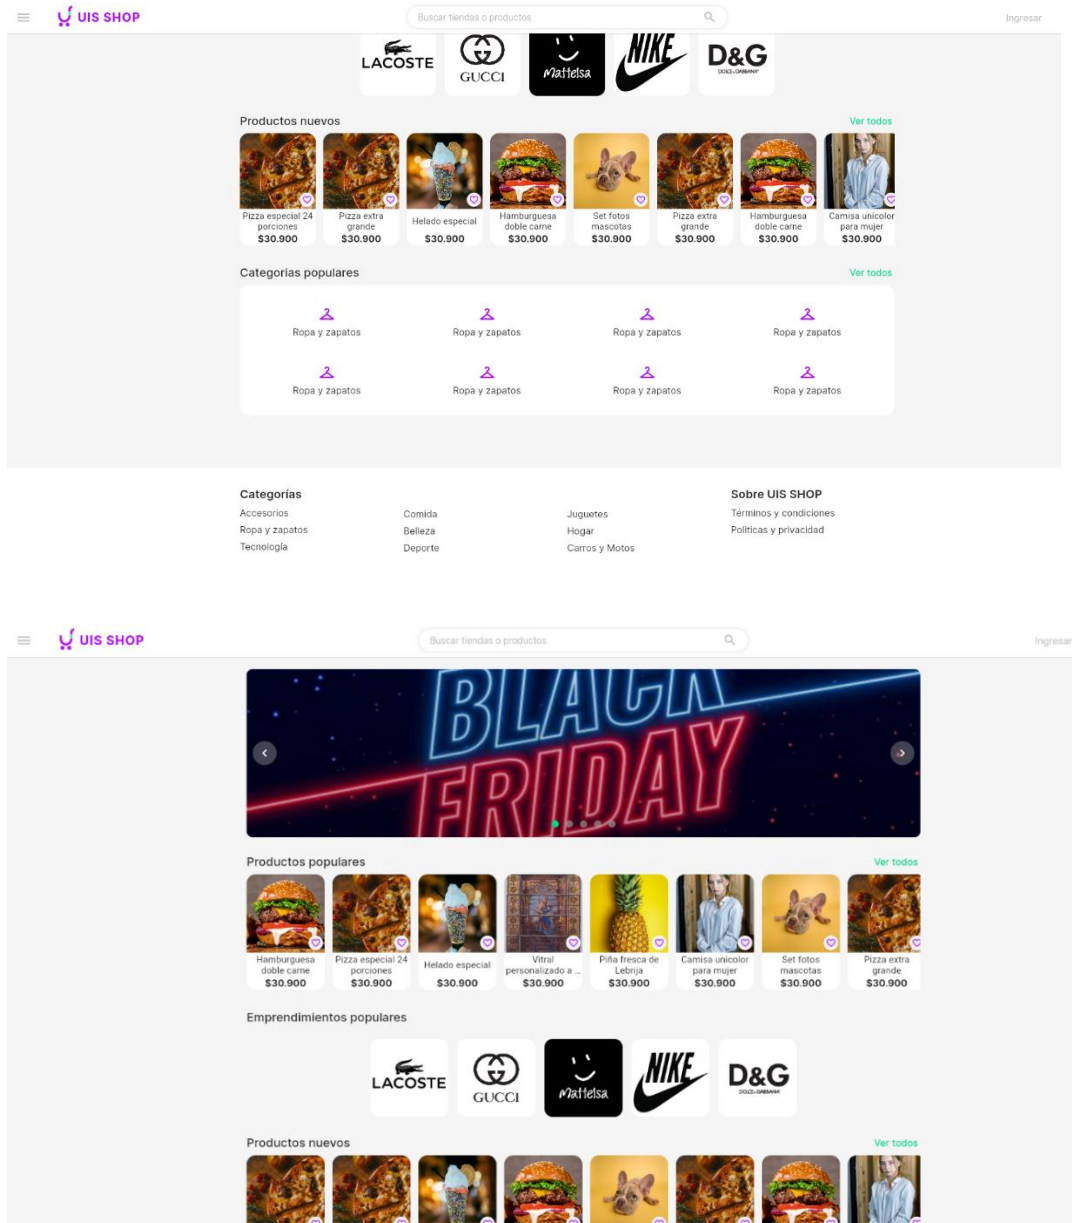 UIS SHOP
Buscar tiendas o productos
Ingresar
LACOSTE
GUCCI
Mattelsa
NIKE
D&G
DOLCE & GABBANA
Productos nuevos
Ver todos
Pizza especial 24 porciones
$30.900
Pizza extra grande
$30.900
Helado especial
$30.900
Hamburguesa doble carne
$30.900
Set fotos mascotas
$30.900
Pizza extra grande
$30.900
Hamburguesa doble carne
$30.900
Camisa unicolor para mujer
$30.900
Categorias populares
Ver todos
Ropa y zapatos
Ropa y zapatos
Ropa y zapatos
Ropa y zapatos
Ropa y zapatos
Ropa y zapatos
Ropa y zapatos
Ropa y zapatos
Categorías
Accesorios
Ropa y zapatos
Tecnología
Comida
Belleza
Deporte
Juguetes
Hogar
Carros y Motos
Sobre UIS SHOP
Términos y condiciones
Politicas y privacidad
UIS SHOP
Buscar tiendas o productos
Ingresar
BLACK
FRIDAY
Productos populares
Ver todos
Hamburguesa doble carne
$30.900
Pizza especial 24 porciones
$30.900
Helado especial
$30.900
Vitral personalizado a ...
$30.900
Piña fresca de Lebrija
$30.900
Camisa unicolor para mujer
$30.900
Set fotos mascotas
$30.900
Pizza extra grande
$30.900
Emprendimientos populares
LACOSTE
GUCCI
Mattelsa
NIKE
D&G
DOLCE & GABBANA
Productos nuevos
Ver todos